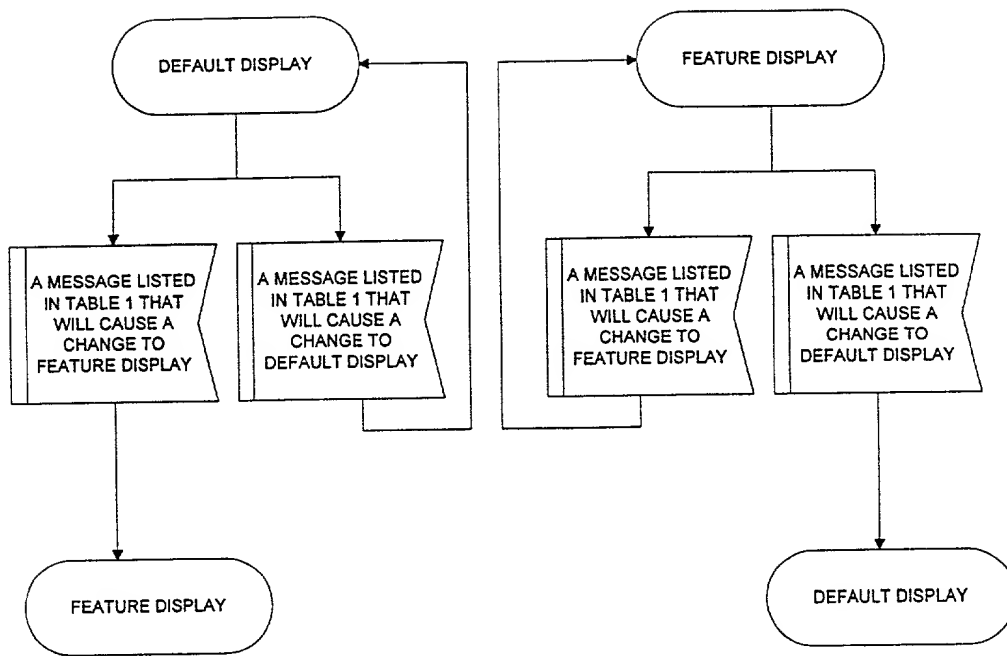 DEFAULT DISPLAY
FEATURE DISPLAY
A MESSAGE LISTED
IN TABLE 1 THAT
WILL CAUSE A
CHANGE TO
FEATURE DISPLAY
A MESSAGE LISTED
IN TABLE 1 THAT
WILL CAUSE A
CHANGE TO
DEFAULT DISPLAY
A MESSAGE LISTED
IN TABLE 1 THAT
WILL CAUSE A
CHANGE TO
FEATURE DISPLAY
A MESSAGE LISTED
IN TABLE 1 THAT
WILL CAUSE A
CHANGE TO
DEFAULT DISPLAY
FEATURE DISPLAY
DEFAULT DISPLAY